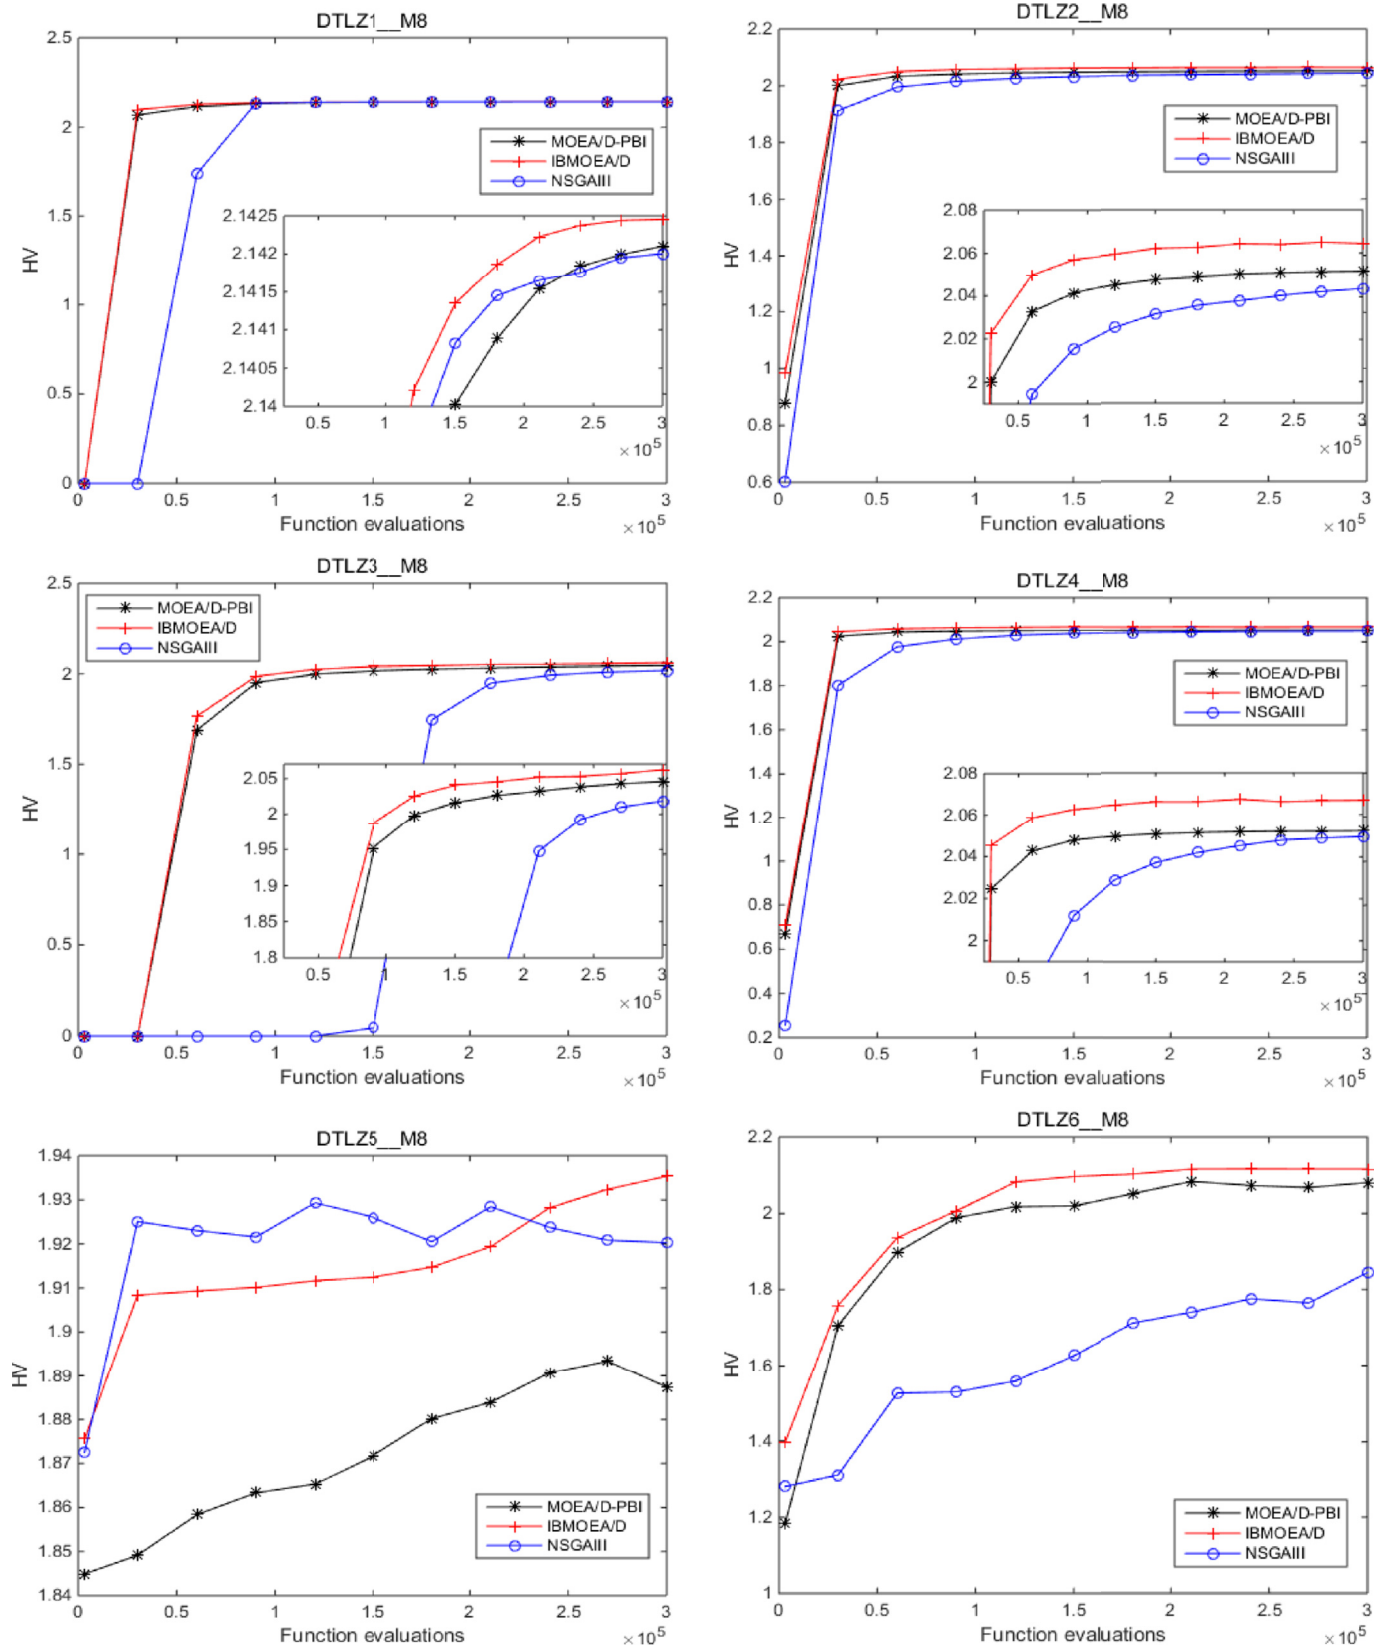 DTLZ1__M8
2.5
2
1.5
1
0.5
0
HV
MOEA/D-PBI
IBMOEA/D
NSGAIII
2.1425
2.142
2.1415
2.141
2.1405
2.14
0.5 1 1.5 2 2.5 3
×10^5
0 0.5 1 1.5 2 2.5 3
Function evaluations
×10^5
DTLZ2__M8
2.2
2
1.8
1.6
1.4
1.2
1
0.8
0.6
HV
MOEA/D-PBI
IBMOEA/D
NSGAIII
2.08
2.06
2.04
2.02
2
0.5 1 1.5 2 2.5 3
×10^5
0 0.5 1 1.5 2 2.5 3
Function evaluations
×10^5
DTLZ3__M8
2.5
2
1.5
1
0.5
0
HV
MOEA/D-PBI
IBMOEA/D
NSGAIII
2.05
2
1.95
1.9
1.85
1.8
0.5 1 1.5 2 2.5 3
×10^5
0 0.5 1 1.5 2 2.5 3
Function evaluations
×10^5
DTLZ4__M8
2.2
2
1.8
1.6
1.4
1.2
1
0.8
0.6
0.4
0.2
HV
MOEA/D-PBI
IBMOEA/D
NSGAIII
2.08
2.06
2.04
2.02
2
0.5 1 1.5 2 2.5 3
×10^5
0 0.5 1 1.5 2 2.5 3
Function evaluations
×10^5
DTLZ5__M8
1.94
1.93
1.92
1.91
1.9
1.89
1.88
1.87
1.86
1.85
1.84
HV
MOEA/D-PBI
IBMOEA/D
NSGAIII
0 0.5 1 1.5 2 2.5 3
Function evaluations
×10^5
DTLZ6__M8
2.2
2
1.8
1.6
1.4
1.2
1
HV
MOEA/D-PBI
IBMOEA/D
NSGAIII
0 0.5 1 1.5 2 2.5 3
Function evaluations
×10^5